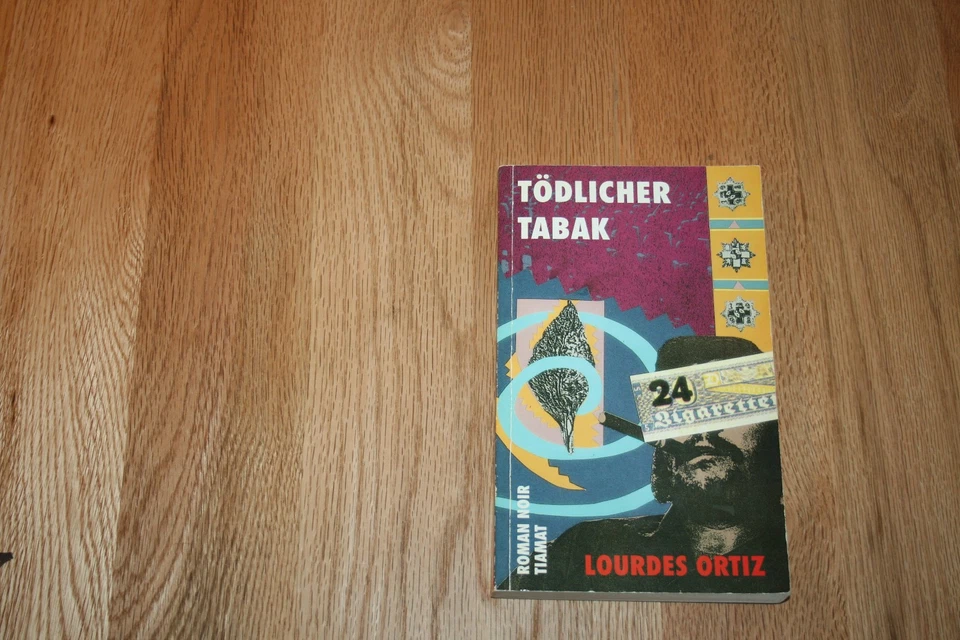 TÖDLICHER
TABAK
24
Zigaretten
ROMAN NOIR
TIAMAT
LOURDES ORTIZ